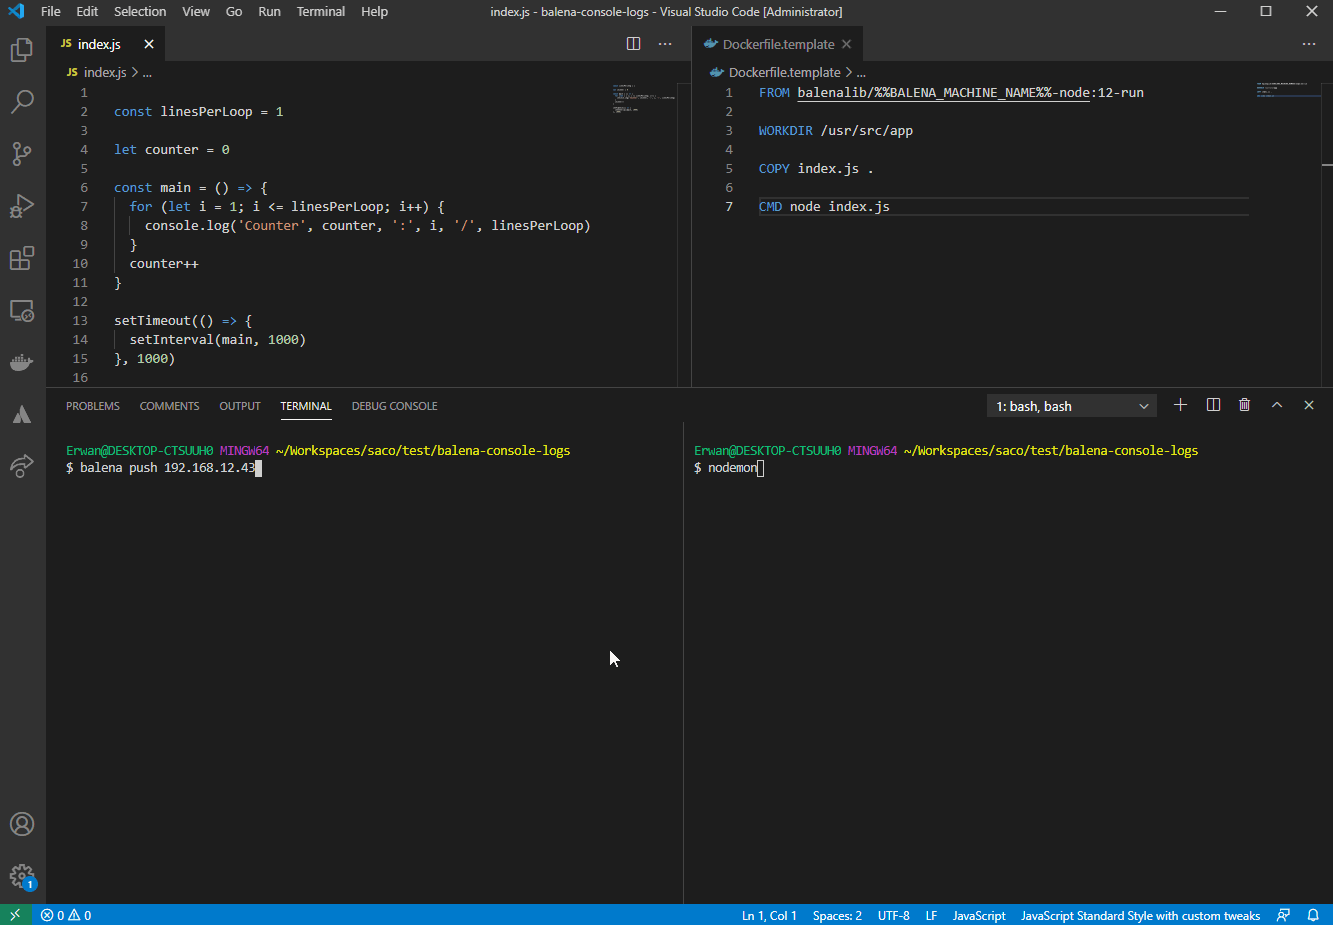 File Edit Selection View Go Run Terminal Help index.js - balena-console-logs - Visual Studio Code [Administrator]
JS index.js
JS index.js > ...
1
2 const linesPerLoop = 1
3
4 let counter = 0
5
6 const main = () => {
7 for (let i = 1; i <= linesPerLoop; i++) {
8 console.log('Counter', counter, ':', i, '/', linesPerLoop)
9 }
10 counter++
11 }
12
13 setTimeout(() => {
14 setInterval(main, 1000)
15 }, 1000)
16
Dockerfile.template
Dockerfile.template > ...
1 FROM balenalib/%%BALENA_MACHINE_NAME%%-node:12-run
2
3 WORKDIR /usr/src/app
4
5 COPY index.js .
6
7 CMD node index.js
PROBLEMS COMMENTS OUTPUT TERMINAL DEBUG CONSOLE 1: bash, bash
Erwan@DESKTOP-CTSUUH0 MINGW64 ~/Workspaces/saco/test/balena-console-logs
$ balena push 192.168.12.43
Erwan@DESKTOP-CTSUUH0 MINGW64 ~/Workspaces/saco/test/balena-console-logs
$ nodemon
1
0 0 Ln 1, Col 1 Spaces: 2 UTF-8 LF JavaScript JavaScript Standard Style with custom tweaks